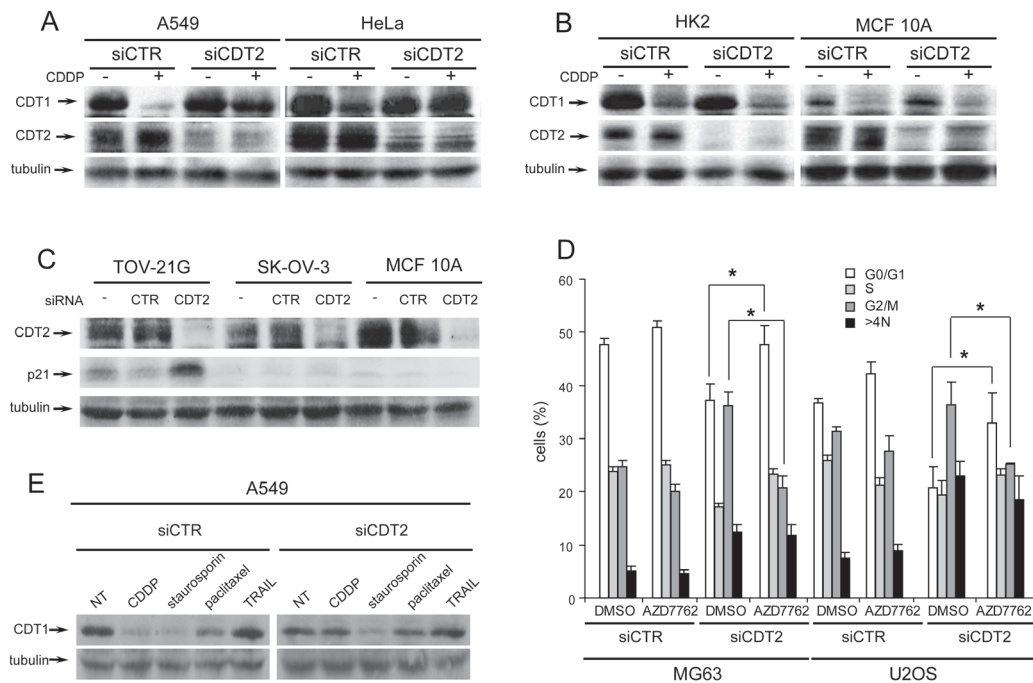 A
A549 HeLa
siCTR siCDT2 siCTR siCDT2
CDDP - + - + - + - +
CDT1
CDT2
tubulin
B
HK2 MCF 10A
siCTR siCDT2 siCTR siCDT2
CDDP - + - + - + - +
CDT1
CDT2
tubulin
C
TOV-21G SK-OV-3 MCF 10A
siRNA - CTR CDT2 - CTR CDT2 - CTR CDT2
CDT2
p21
tubulin
D
60
50
40
30
20
10
0
cells (%)
G0/G1
S
G2/M
>4N
* * * *
DMSO AZD7762 DMSO AZD7762 DMSO AZD7762 DMSO AZD7762
siCTR siCDT2 siCTR siCDT2
MG63 U2OS
E
A549
siCTR siCDT2
NT CDDP staurosporin paclitaxel TRAIL NT CDDP staurosporin paclitaxel TRAIL
CDT1
tubulin